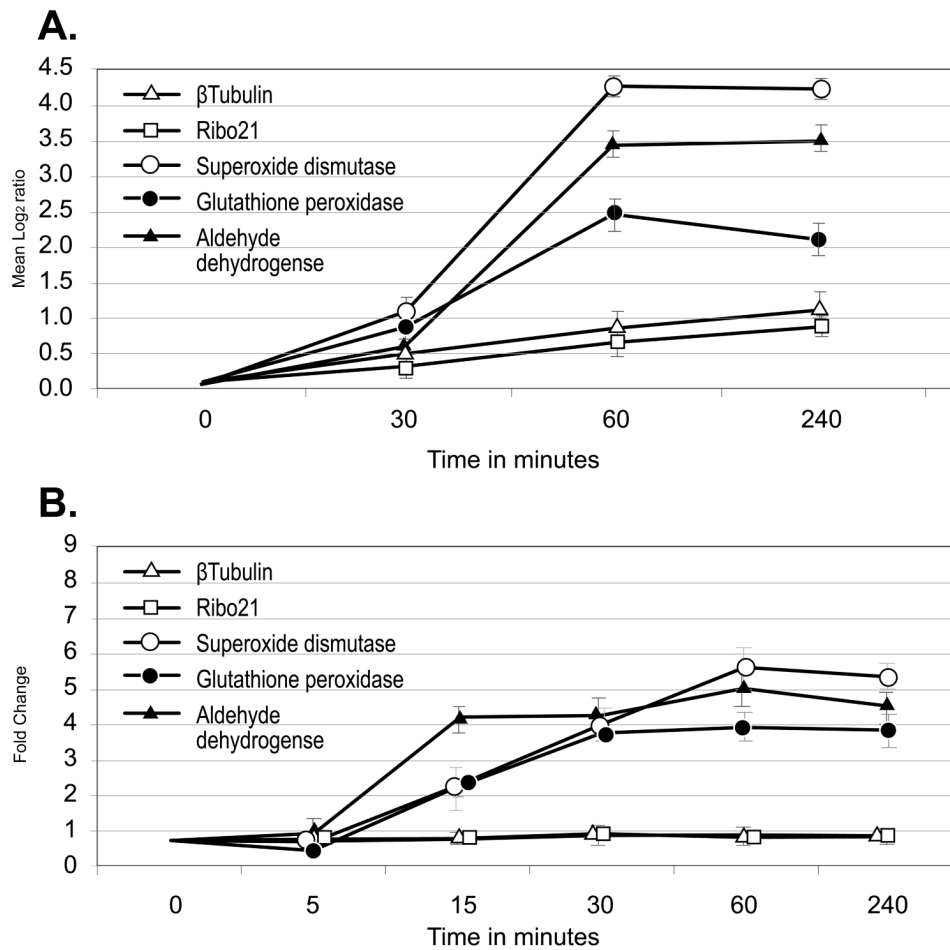 A.
4.5
4.0
3.5
3.0
2.5
2.0
1.5
1.0
0.5
0.0
Mean Log2 ratio
βTubulin
Ribo21
Superoxide dismutase
Glutathione peroxidase
Aldehyde
dehydrogense
0 30 60 240
Time in minutes
B.
9
8
7
6
5
4
3
2
1
0
Fold Change
βTubulin
Ribo21
Superoxide dismutase
Glutathione peroxidase
Aldehyde
dehydrogense
0 5 15 30 60 240
Time in minutes